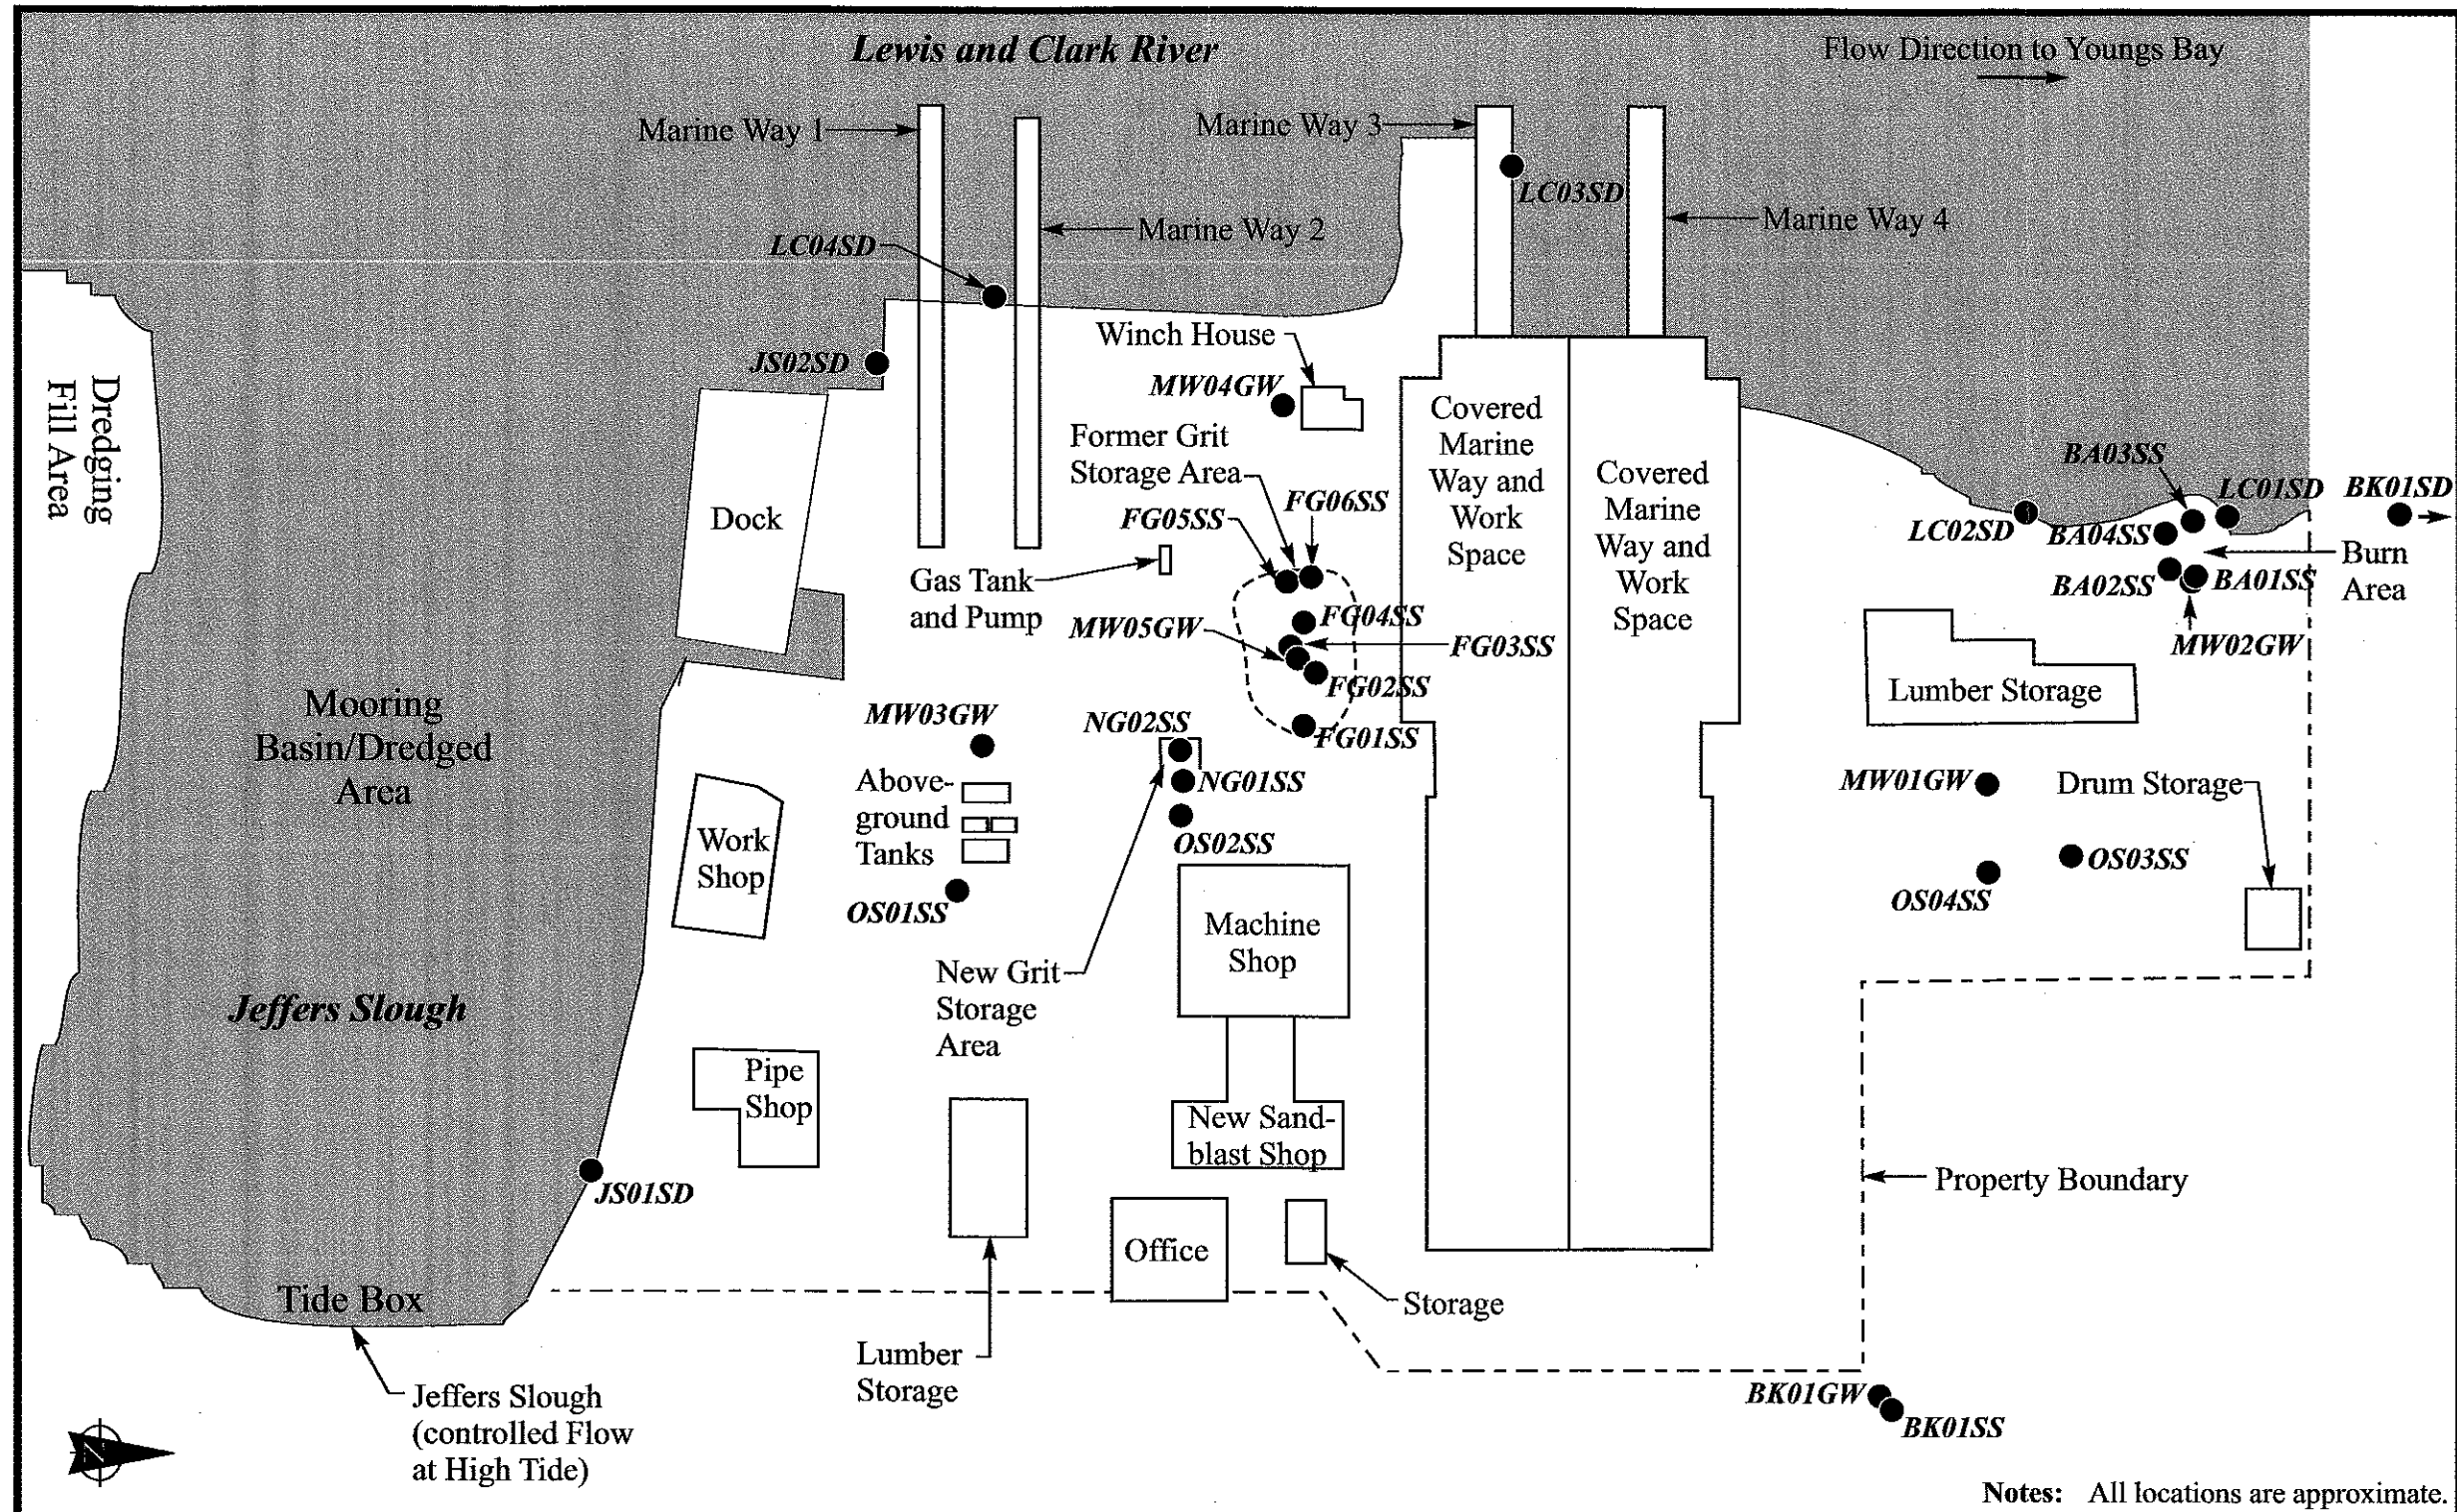 Lewis and Clark River
Flow Direction to Youngs Bay
Marine Way 1
Marine Way 3
LC03SD
Marine Way 2
Marine Way 4
LC04SD
Winch House
JS02SD
MW04GW
Dredging
Fill Area
Former Grit
Storage Area
Covered
Marine
Way and
Work
Space
Covered
Marine
Way and
Work
Space
BA03SS
LC01SD
BK01SD
FG06SS
FG05SS
Dock
LC02SD
BA04SS
Burn
Area
Gas Tank
and Pump
BA02SS
BA01SS
FG04SS
MW05GW
FG03SS
MW02GW
FG02SS
Lumber Storage
Mooring
Basin/Dredged
Area
MW03GW
NG02SS
FG01SS
Above-
ground
Tanks
NG01SS
MW01GW
Drum Storage
OS02SS
Work
Shop
OS03SS
OS01SS
OS04SS
Machine
Shop
New Grit
Storage
Area
Jeffers Slough
Pipe
Shop
New Sand-
blast Shop
JS01SD
Property Boundary
Office
Tide Box
Storage
Lumber
Storage
Jeffers Slough
(controlled Flow
at High Tide)
BK01GW
BK01SS
N
Notes: All locations are approximate.